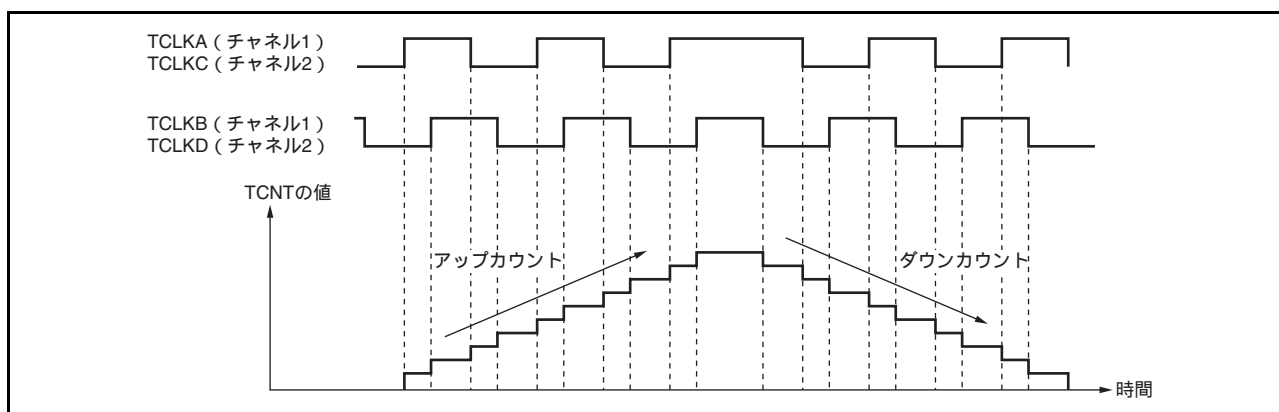 TCLKA（チャネル1）
TCLKC（チャネル2）
TCLKB（チャネル1）
TCLKD（チャネル2）
TCNTの値
アップカウント
ダウンカウント
時間